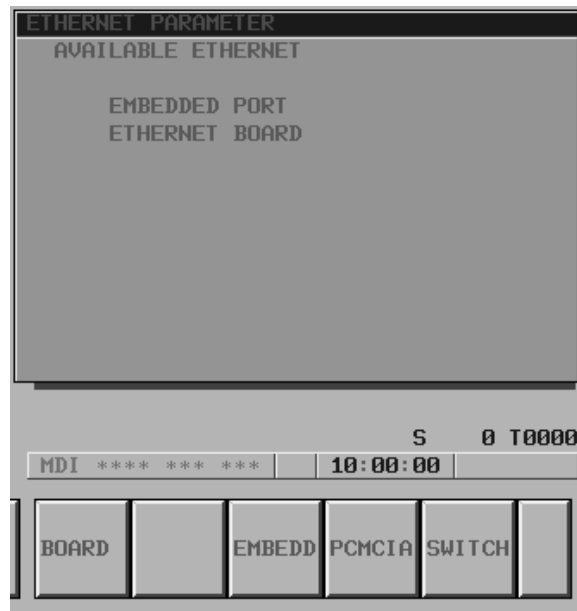 ETHERNET PARAMETER
AVAILABLE ETHERNET
EMBEDDED PORT
ETHERNET BOARD
S 0 T0000
MDI **** *** *** 10:00:00
BOARD EMBEDD PCMCIA SWITCH